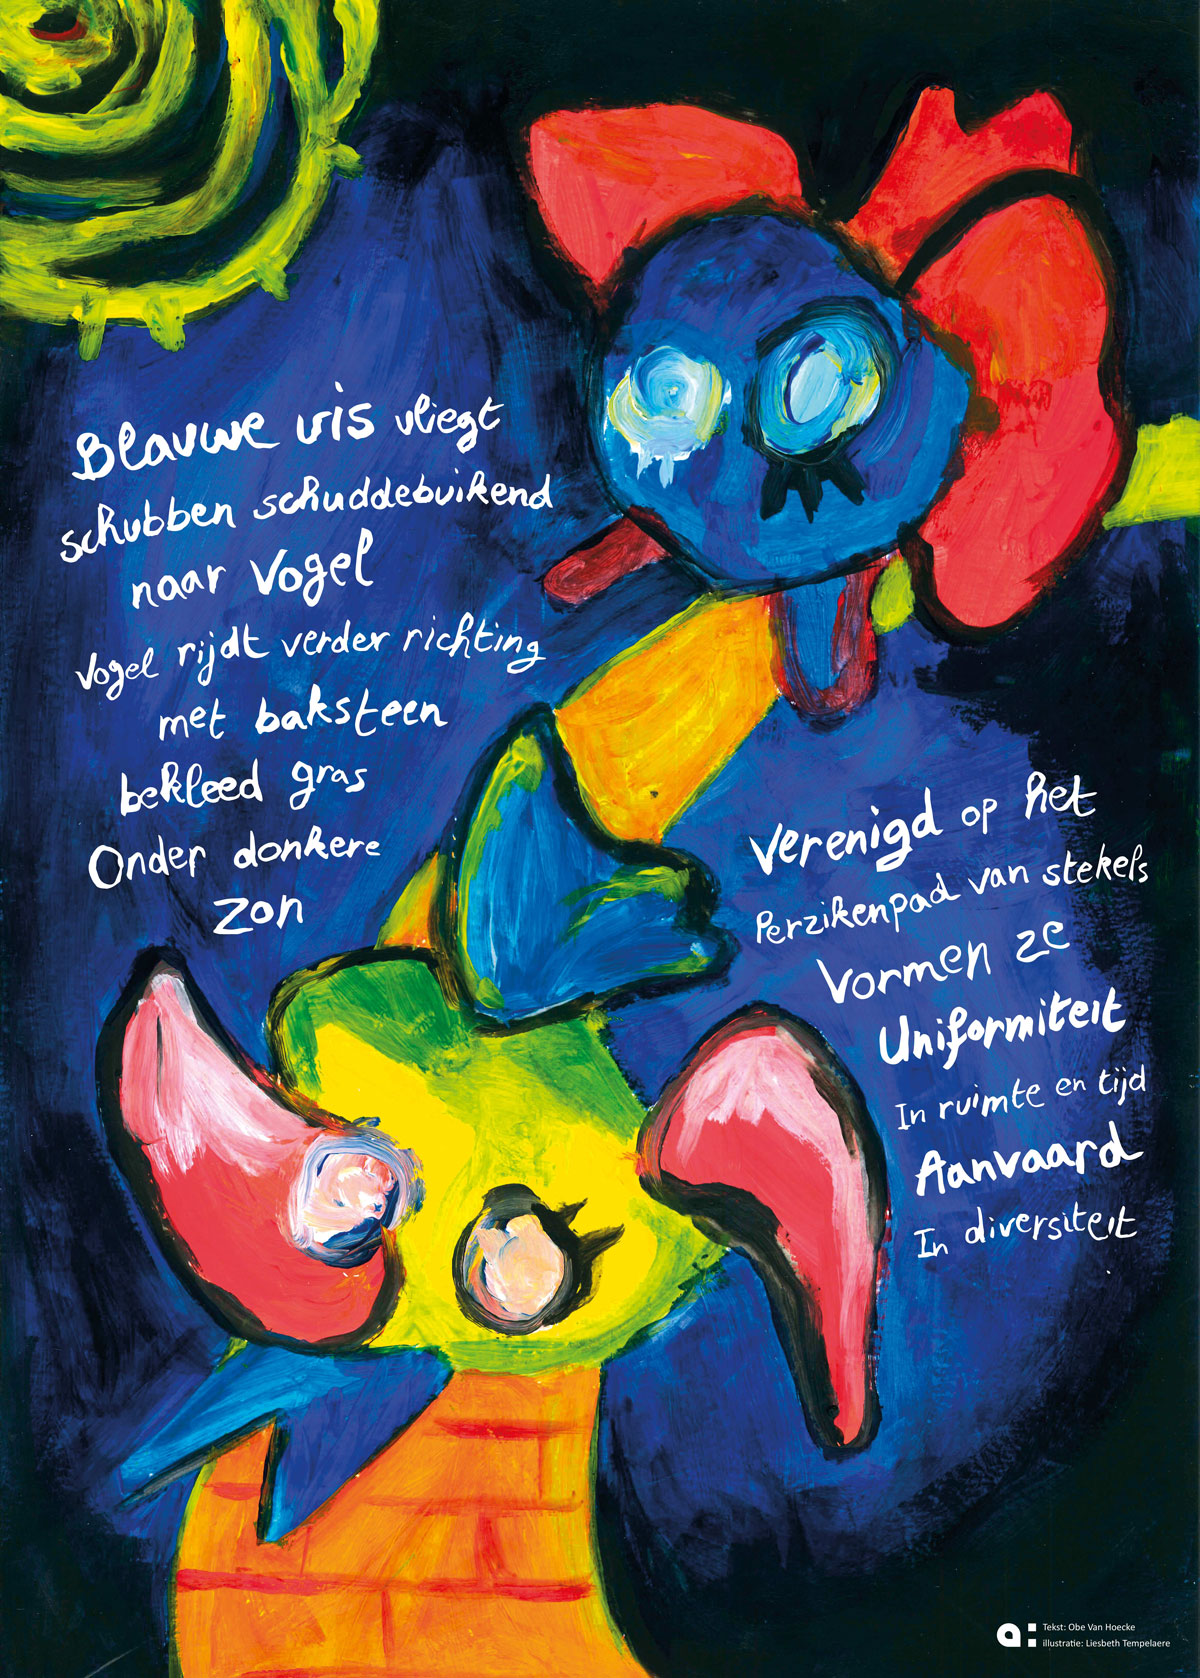 Blauwe vis vliegt
schubben schuddebuikend
naar Vogel
Vogel rijdt verder richting
met baksteen
bekleed gras
Onder donkere
zon
Verenigd op het
Perzikenpad van stekels
Vormen ze
Uniformiteit
In ruimte en tijd
Aanvaard
In diversiteit
a:
Tekst: Obe Van Hoecke
illustratie: Liesbeth Tempelaere